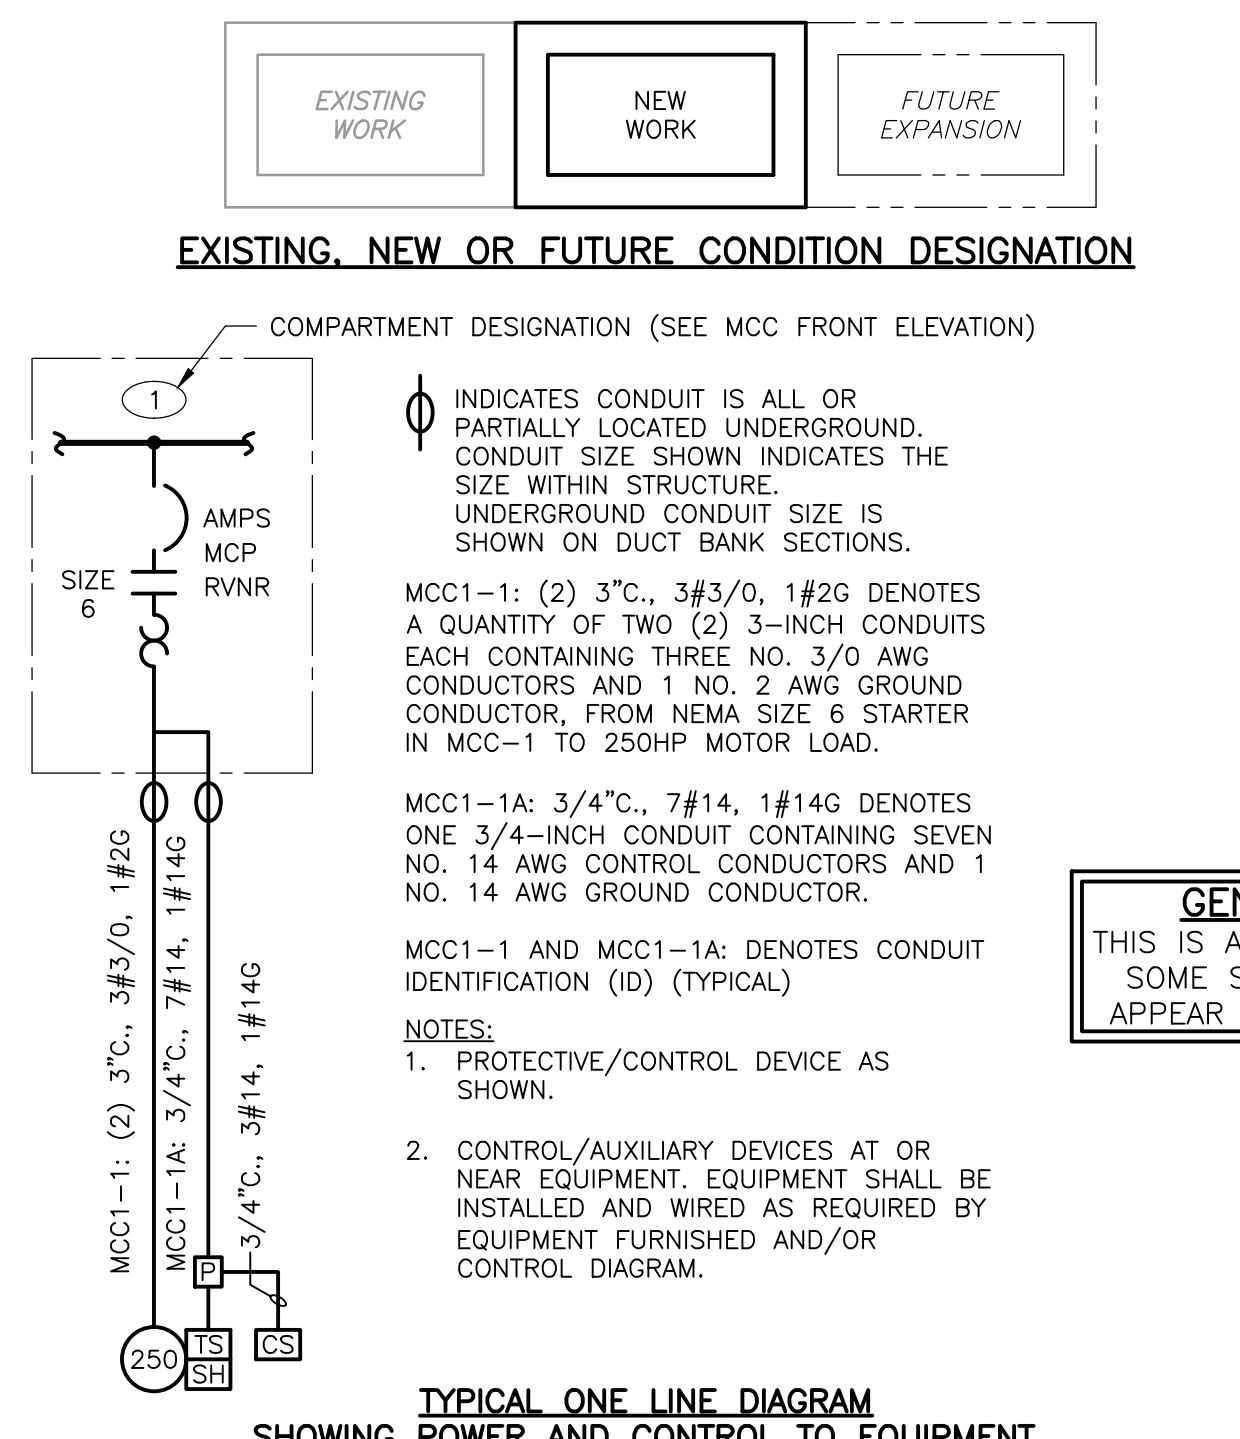 EXISTING
WORK
NEW
WORK
FUTURE
EXPANSION
EXISTING, NEW OR FUTURE CONDITION DESIGNATION
COMPARTMENT DESIGNATION (SEE MCC FRONT ELEVATION)
1
AMPS
MCP
RVNR
SIZE
6
INDICATES CONDUIT IS ALL OR
PARTIALLY LOCATED UNDERGROUND.
CONDUIT SIZE SHOWN INDICATES THE
SIZE WITHIN STRUCTURE.
UNDERGROUND CONDUIT SIZE IS
SHOWN ON DUCT BANK SECTIONS.
MCC1-1: (2) 3"C., 3#3/0, 1#2G DENOTES
A QUANTITY OF TWO (2) 3-INCH CONDUITS
EACH CONTAINING THREE NO. 3/0 AWG
CONDUCTORS AND 1 NO. 2 AWG GROUND
CONDUCTOR, FROM NEMA SIZE 6 STARTER
IN MCC-1 TO 250HP MOTOR LOAD.
MCC1-1A: 3/4"C., 7#14, 1#14G DENOTES
ONE 3/4-INCH CONDUIT CONTAINING SEVEN
NO. 14 AWG CONTROL CONDUCTORS AND 1
NO. 14 AWG GROUND CONDUCTOR.
MCC1-1 AND MCC1-1A: DENOTES CONDUIT
IDENTIFICATION (ID) (TYPICAL)
NOTES:
1. PROTECTIVE/CONTROL DEVICE AS
SHOWN.
2. CONTROL/AUXILIARY DEVICES AT OR
NEAR EQUIPMENT. EQUIPMENT SHALL BE
INSTALLED AND WIRED AS REQUIRED BY
EQUIPMENT FURNISHED AND/OR
CONTROL DIAGRAM.
MCC1-1: (2) 3"C., 3#3/0, 1#2G
MCC1-1A: 3/4"C., 7#14, 1#14G
3/4"C., 3#14, 1#14G
P
250
TS
SH
CS
TYPICAL ONE LINE DIAGRAM
SHOWING POWER AND CONTROL TO EQUIPMENT
THIS IS A
SOME
APPEAR